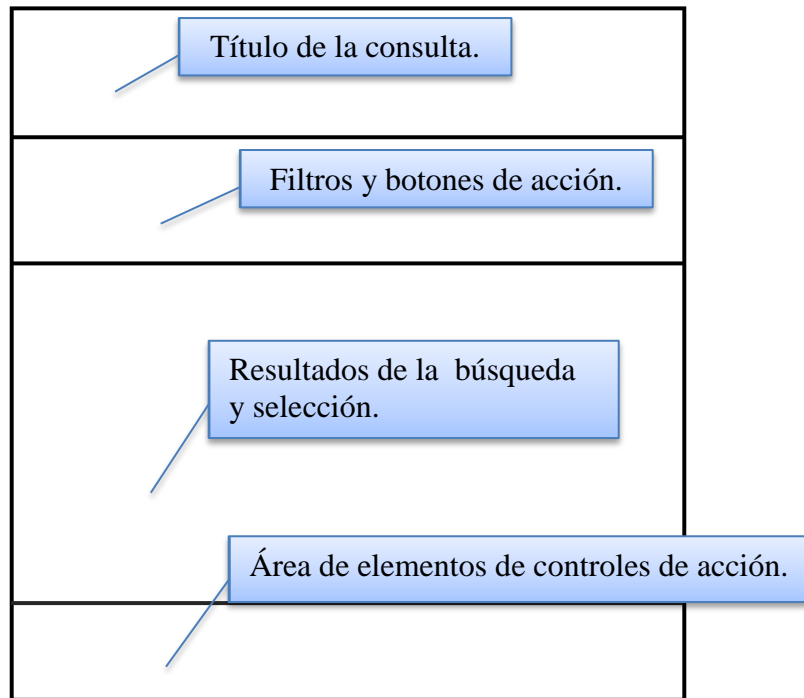 Título de la consulta.
Filtros y botones de acción.
Resultados de la búsqueda
y selección.
Área de elementos de controles de acción.